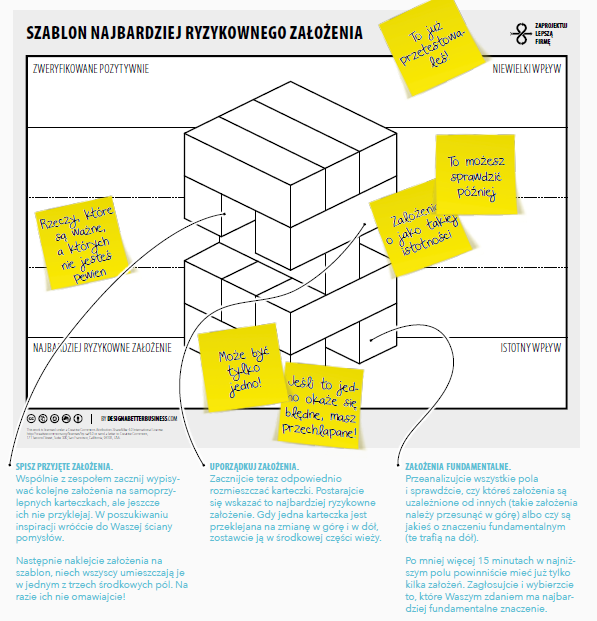 SZABLON NAJBARDZIEJ RYZYKOWNEGO ZAŁOŻENIA
ZAPROJEKTUJ
LEPSZĄ
FIRMĘ
To już
przetestowa-
łeś!
ZWERYFIKOWANE POZYTYWNIE
NIEWIELKI WPŁYW
To możesz
sprawdzić
później
Rzeczy, które
są ważne,
a których
nie jesteś
pewien
Założenie
o jako takiej
istotności
NAJBARDZIEJ RYZYKOWNE ZAŁOŻENIE
ISTOTNY WPŁYW
Może być
tylko
jedno!
Jeśli to jed-
no okaże się
błędne, masz
przechlapane!
BY DESIGNABETTERBUSINESS.COM
SPISZ PRZYJĘTE ZAŁOŻENIA.
Wspólnie z zespołem zacznij wypisy-
wać kolejne założenia na samoprzy-
lepnych karteczkach, ale jeszcze
ich nie przyklejaj. W poszukiwaniu
inspiracji wróćcie do Waszej ściany
pomysłów.
Następnie naklejcie założenia na
szablon, niech wszyscy umieszczają je
w jednym z trzech środkowych pól. Na
razie ich nie omawiajcie!
UPORZĄDKUJ ZAŁOŻENIA.
Zacznijcie teraz odpowiednio
rozmieszczać karteczki. Postarajcie
się wskazać to najbardziej ryzykowne
założenie. Gdy jedna karteczka jest
przeklejana na zmianę w górę i w dół,
zostawcie ją w środkowej części wieży.
ZAŁOŻENIA FUNDAMENTALNE.
Przeanalizujcie wszystkie pola
i sprawdźcie, czy któreś założenia są
uzależnione od innych (takie założenia
należy przesunąć w górę) albo czy są
jakieś o znaczeniu fundamentalnym
(te trafią na dół).
Po mniej więcej 15 minutach w najniż-
szym polu powinniście mieć już tylko
kilka założeń. Zagłosujcie i wybierzcie
to, które Waszym zdaniem ma najbar-
dziej fundamentalne znaczenie.